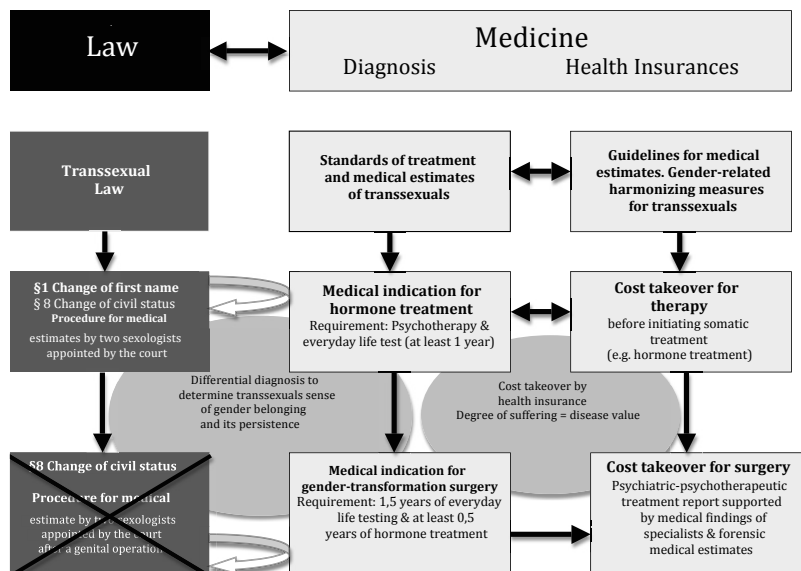 Law
Medicine
Diagnosis Health Insurances
Transsexual
Law
Standards of treatment
and medical estimates
of transsexuals
Guidelines for medical
estimates. Gender-related
harmonizing measures
for transsexuals
§1 Change of first name
§ 8 Change of civil status
Procedure for medical
estimates by two sexologists
appointed by the court
Medical indication for
hormone treatment
Requirement: Psychotherapy &
everyday life test (at least 1 year)
Cost takeover for
therapy
before initiating somatic
treatment
(e.g. hormone treatment)
Differential diagnosis to
determine transsexuals sense
of gender belonging
and its persistence
Cost takeover by
health insurance
Degree of suffering = disease value
§8 Change of civil status
Procedure for medical
estimate by two sexologists
appointed by the court
after a genital operation
Medical indication for
gender-transformation surgery
Requirement: 1,5 years of everyday
life testing & at least 0,5
years of hormone treatment
Cost takeover for surgery
Psychiatric-psychotherapeutic
treatment report supported
by medical findings of
specialists & forensic
medical estimates